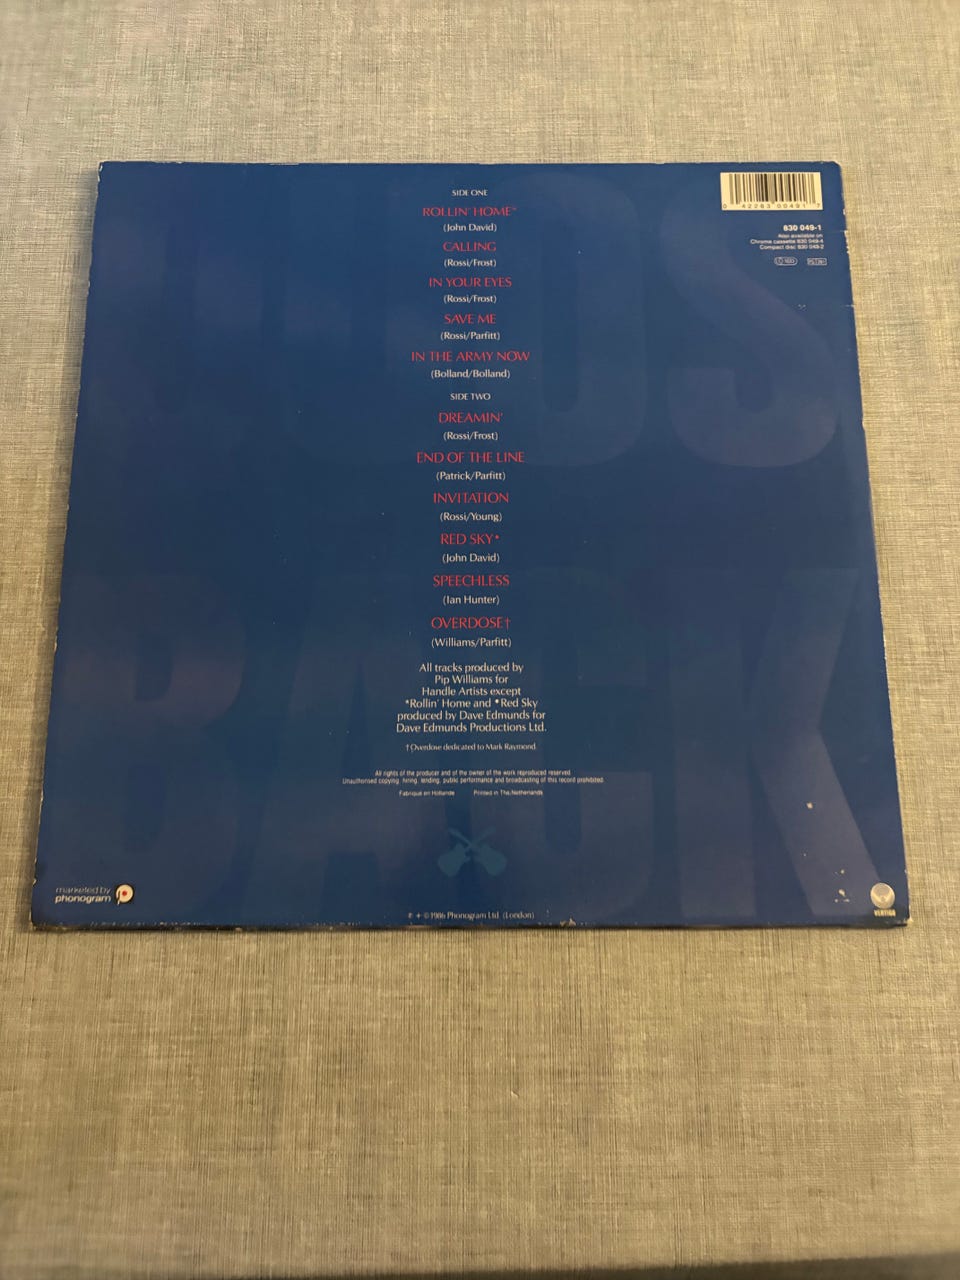 SIDE ONE
ROLLIN' HOME*
(John David)
CALLING
(Rossi/Frost)
IN YOUR EYES
(Rossi/Frost)
SAVE ME
(Rossi/Parfitt)
IN THE ARMY NOW
(Bolland/Bolland)
SIDE TWO
DREAMIN'
(Rossi/Frost)
END OF THE LINE
(Patrick/Parfitt)
INVITATION
(Rossi/Young)
RED SKY*
(John David)
SPEECHLESS
(Ian Hunter)
OVERDOSE†
(Williams/Parfitt)
All tracks produced by
Pip Williams for
Handle Artists except
*Rollin' Home and *Red Sky
produced by Dave Edmunds for
Dave Edmunds Productions Ltd.
†Overdose dedicated to Mark Raymond.
All rights of the producer and of the owner of the work reproduced reserved.
Unauthorised copying, hiring, lending, public performance and broadcasting of this record prohibited.
Fabriqué en Hollande Printed in The Netherlands
0 42283 00491 7
830 049-1
Also available on
Chrome cassette 830 049-4
Compact disc 830 049-2
BACK
marketed by
phonogram
℗ + © 1986 Phonogram Ltd. (London)
VERTIGO